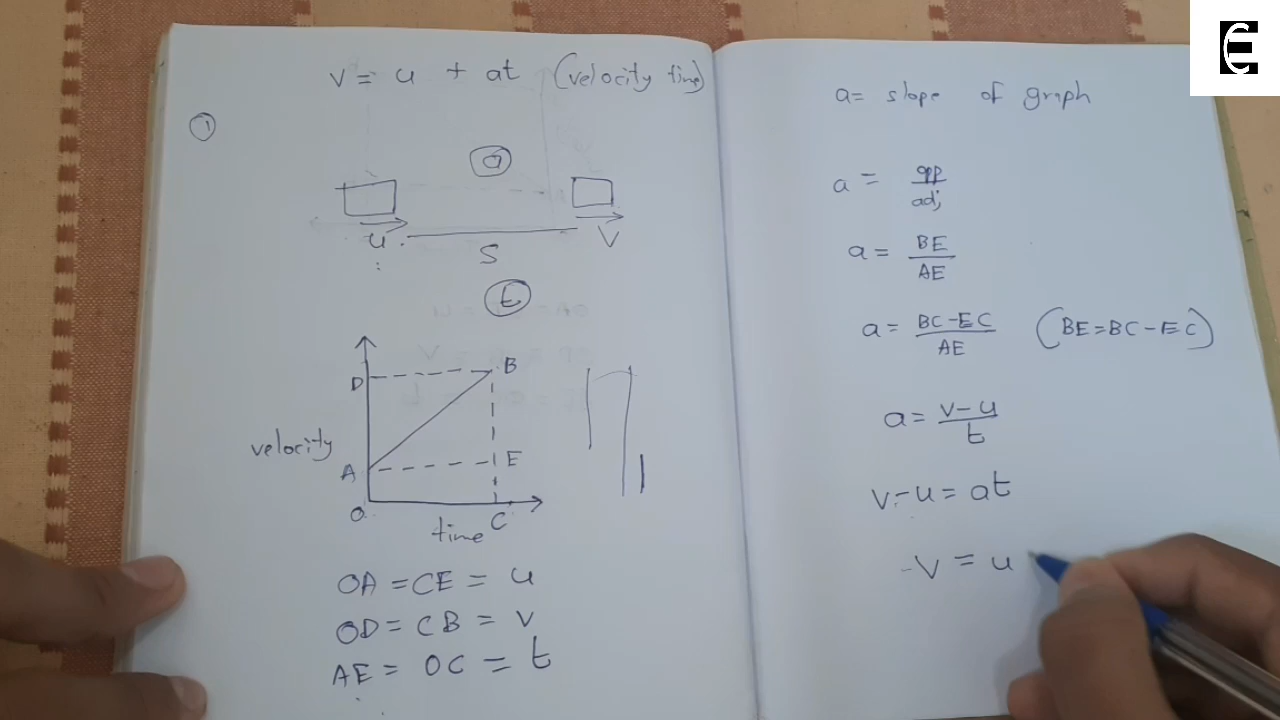 v = u + at (velocity time)
1
a
u
S
v
t
D
B
velocity
A
E
O
time
C
OA = CE = u
OD = CB = v
AE = OC = t
a = slope of graph
a = opp/adj
a = BE/AE
a = BC-EC/AE (BE=BC-EC)
a = v-u/t
v-u = at
v = u
E